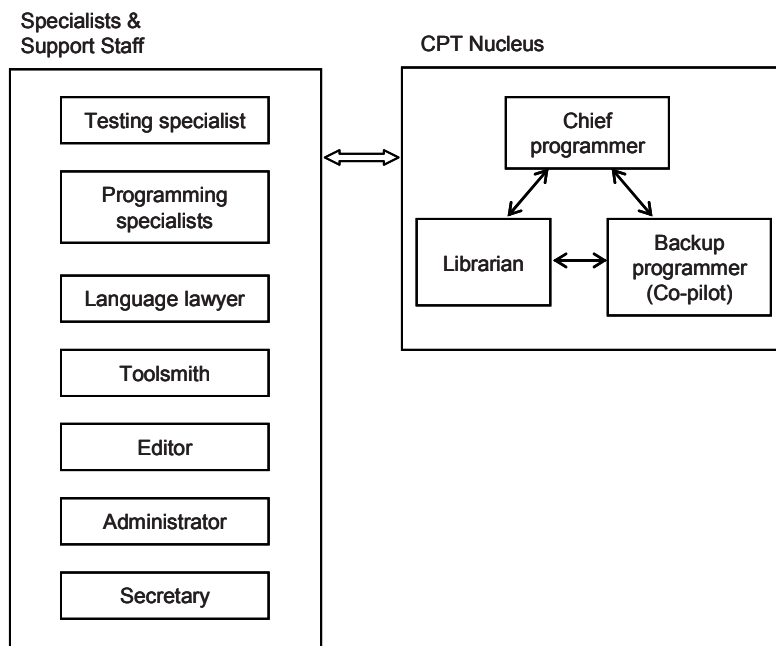 Specialists &
Support Staff
Testing specialist
Programming
specialists
Language lawyer
Toolsmith
Editor
Administrator
Secretary
CPT Nucleus
Chief
programmer
Librarian
Backup
programmer
(Co-pilot)